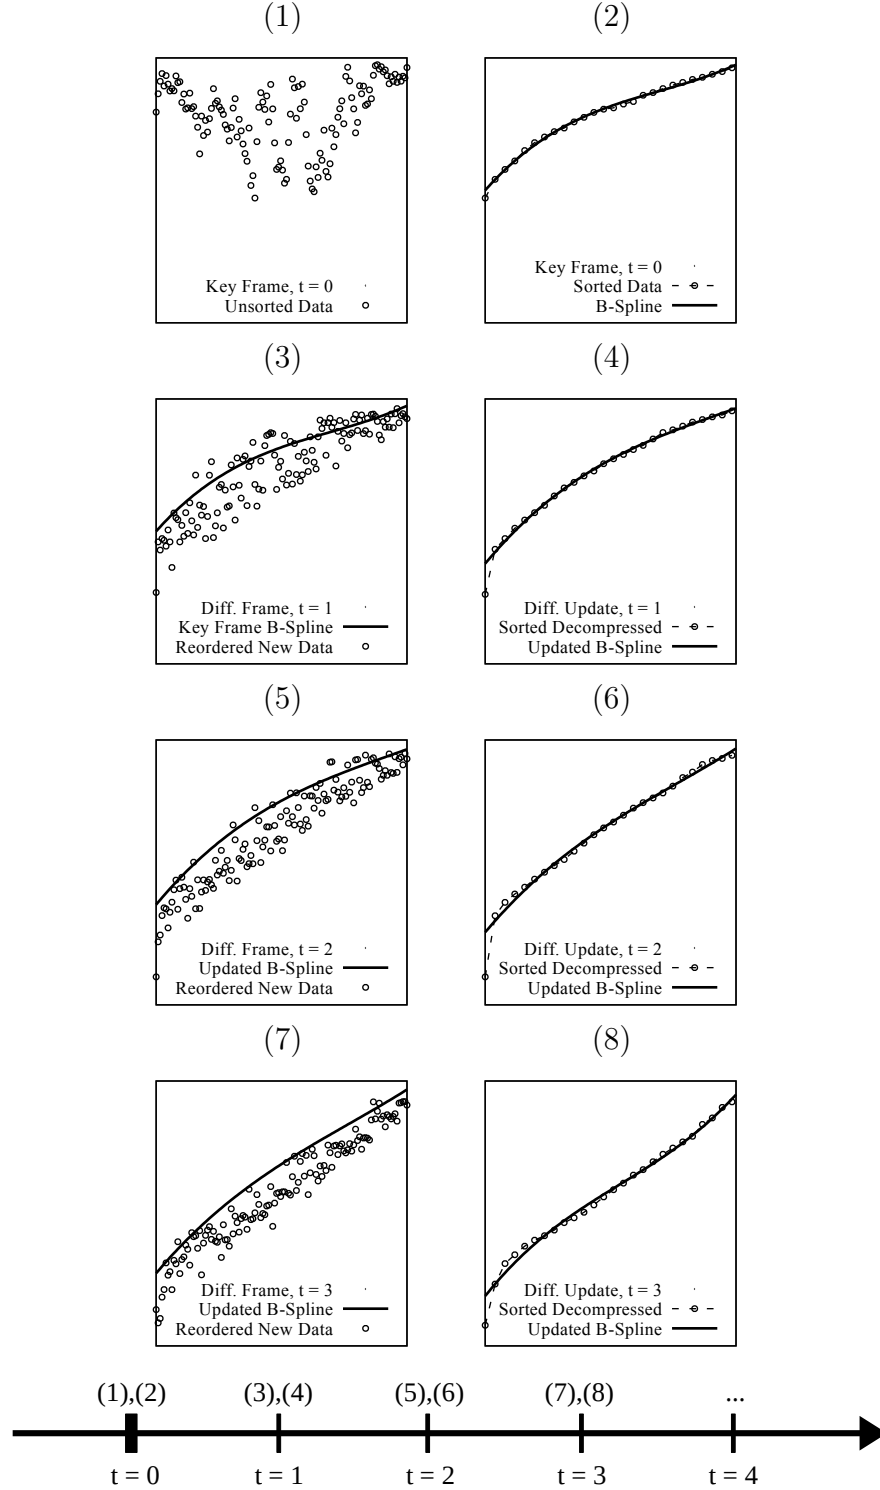 (1)
(2)
Key Frame, t = 0
Unsorted Data
Key Frame, t = 0
Sorted Data
B-Spline
(3)
(4)
Diff. Frame, t = 1
Key Frame B-Spline
Reordered New Data
Diff. Update, t = 1
Sorted Decompressed
Updated B-Spline
(5)
(6)
Diff. Frame, t = 2
Updated B-Spline
Reordered New Data
Diff. Update, t = 2
Sorted Decompressed
Updated B-Spline
(7)
(8)
Diff. Frame, t = 3
Updated B-Spline
Reordered New Data
Diff. Update, t = 3
Sorted Decompressed
Updated B-Spline
(1),(2)
(3),(4)
(5),(6)
(7),(8)
...
t = 0
t = 1
t = 2
t = 3
t = 4